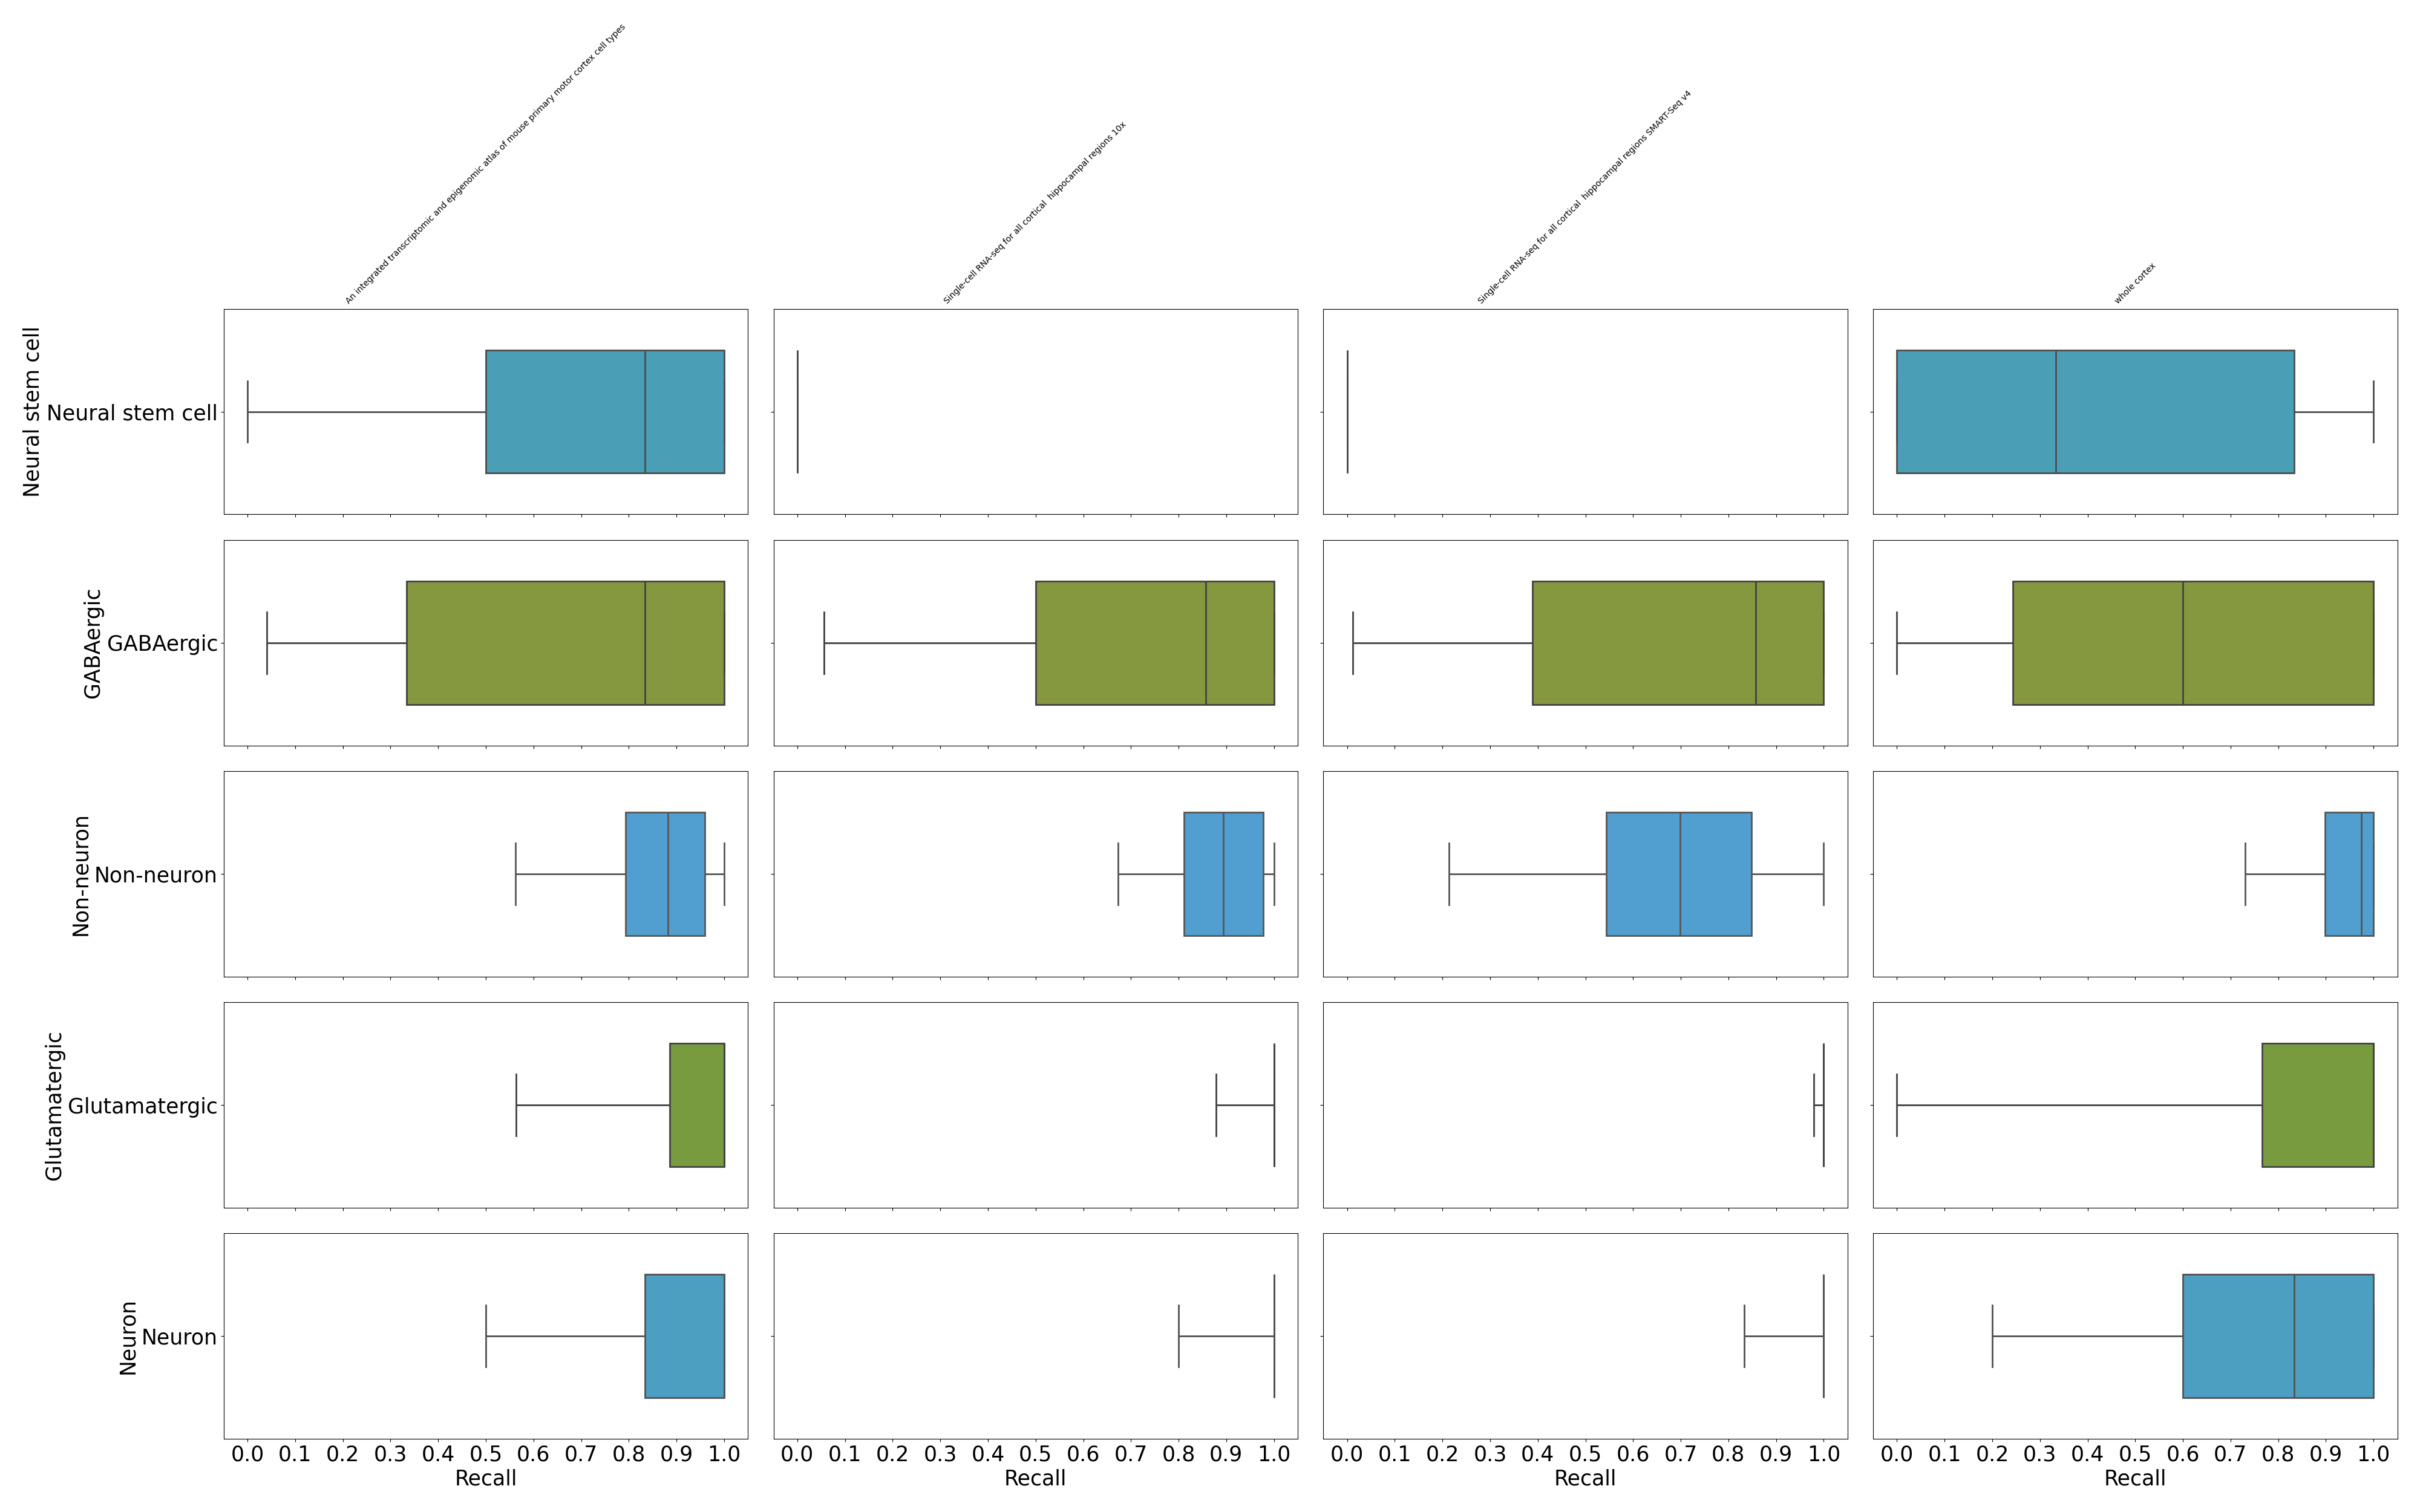 An integrated transcriptomic and epigenomic atlas of mouse primary motor cortex cell types
Single-cell RNA-seq for all cortical  hippocampal regions 10x
Single-cell RNA-seq for all cortical  hippocampal regions SMART-Seq v4
whole cortex
Neural stem cell
Neural stem cell
GABAergic
GABAergic
Non-neuron
Non-neuron
Glutamatergic
Glutamatergic
Neuron
Neuron
0.0 0.1 0.2 0.3 0.4 0.5 0.6 0.7 0.8 0.9 1.0
Recall
0.0 0.1 0.2 0.3 0.4 0.5 0.6 0.7 0.8 0.9 1.0
Recall
0.0 0.1 0.2 0.3 0.4 0.5 0.6 0.7 0.8 0.9 1.0
Recall
0.0 0.1 0.2 0.3 0.4 0.5 0.6 0.7 0.8 0.9 1.0
Recall